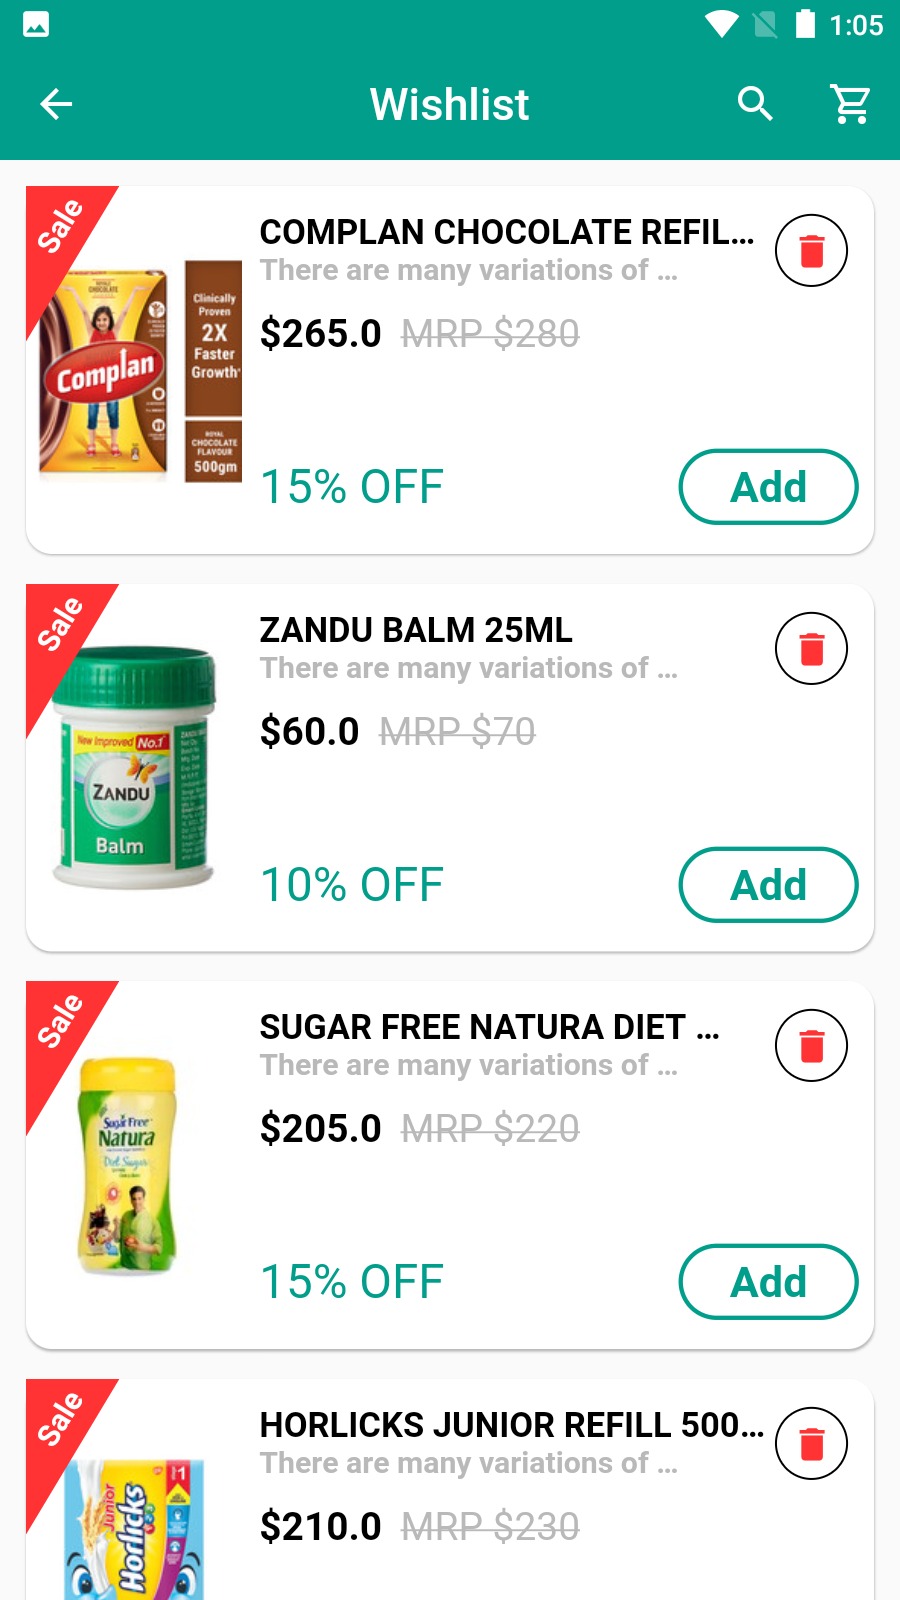 1:05
Wishlist
Sale
COMPLAN CHOCOLATE REFIL...
There are many variations of ...
$265.0 MRP $280
Complan
Clinically
Proven
2X
Faster
Growth*
ROYAL
CHOCOLATE
FLAVOUR
500gm
15% OFF
Add
Sale
ZANDU BALM 25ML
There are many variations of ...
$60.0 MRP $70
New Improved No.1
ZANDU
Balm
10% OFF
Add
Sale
SUGAR FREE NATURA DIET ...
There are many variations of ...
$205.0 MRP $220
Sugar Free
Natura
Diet Sugar
15% OFF
Add
Sale
HORLICKS JUNIOR REFILL 500...
There are many variations of ...
$210.0 MRP $230
Junior
Horlicks